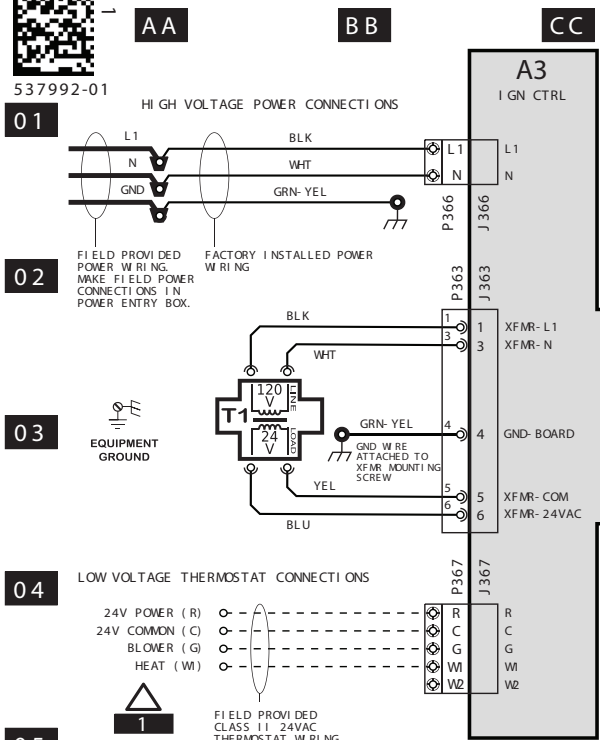 AA BB CC
537992-01
A3
IGN CTRL
01
HIGH VOLTAGE POWER CONNECTIONS
L1 BLK L1 L1
N WHT N N
GND GRN-YEL
P366 J366
FIELD PROVIDED
POWER WIRING.
MAKE FIELD POWER
CONNECTIONS IN
POWER ENTRY BOX.
FACTORY INSTALLED POWER
WIRING
02
P363 J363
BLK 1 1 XFMR-L1
WHT 3 3 XFMR-N
T1
120
V
LINE
24
V
LOAD
03
EQUIPMENT
GROUND
GRN-YEL 4 4 GND-BOARD
GND WIRE
ATTACHED TO
XFMR MOUNTING
SCREW
YEL 5 5 XFMR-COM
BLU 6 6 XFMR-24VAC
04
LOW VOLTAGE THERMOSTAT CONNECTIONS
P367 J367
24V POWER (R) R R
24V COMMON (C) C C
BLOWER (G) G G
HEAT (W1) W1 W1
W2 W2
1
FIELD PROVIDED
CLASS II 24VAC
THERMOSTAT WIRING
05